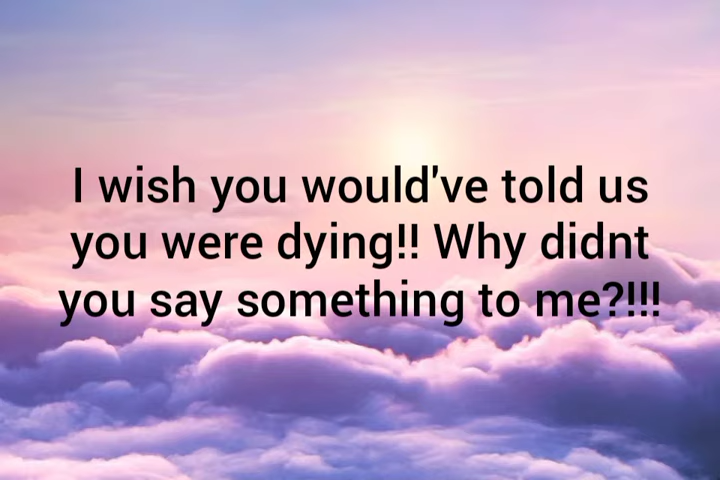 I wish you would've told us
you were dying!! Why didnt
you say something to me?!!!